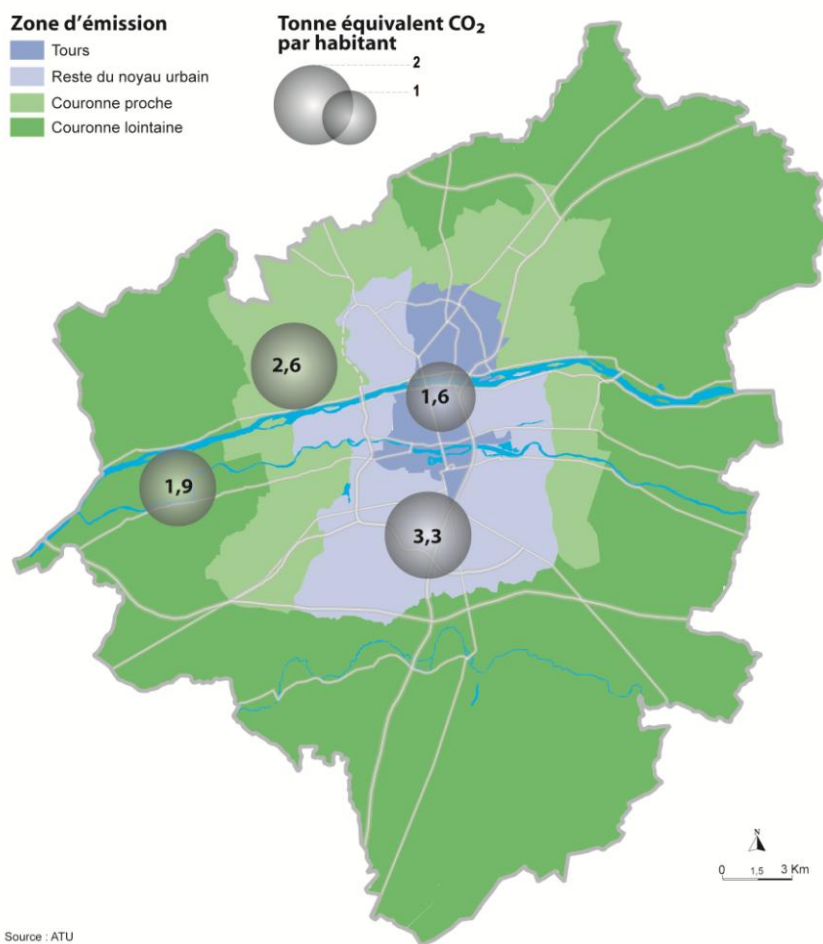 Zone d'émission
Tours
Reste du noyau urbain
Couronne proche
Couronne lointaine
Tonne équivalent CO₂
par habitant
2
1
2,6
1,6
1,9
3,3
N
0 1,5 3 Km
Source : ATU